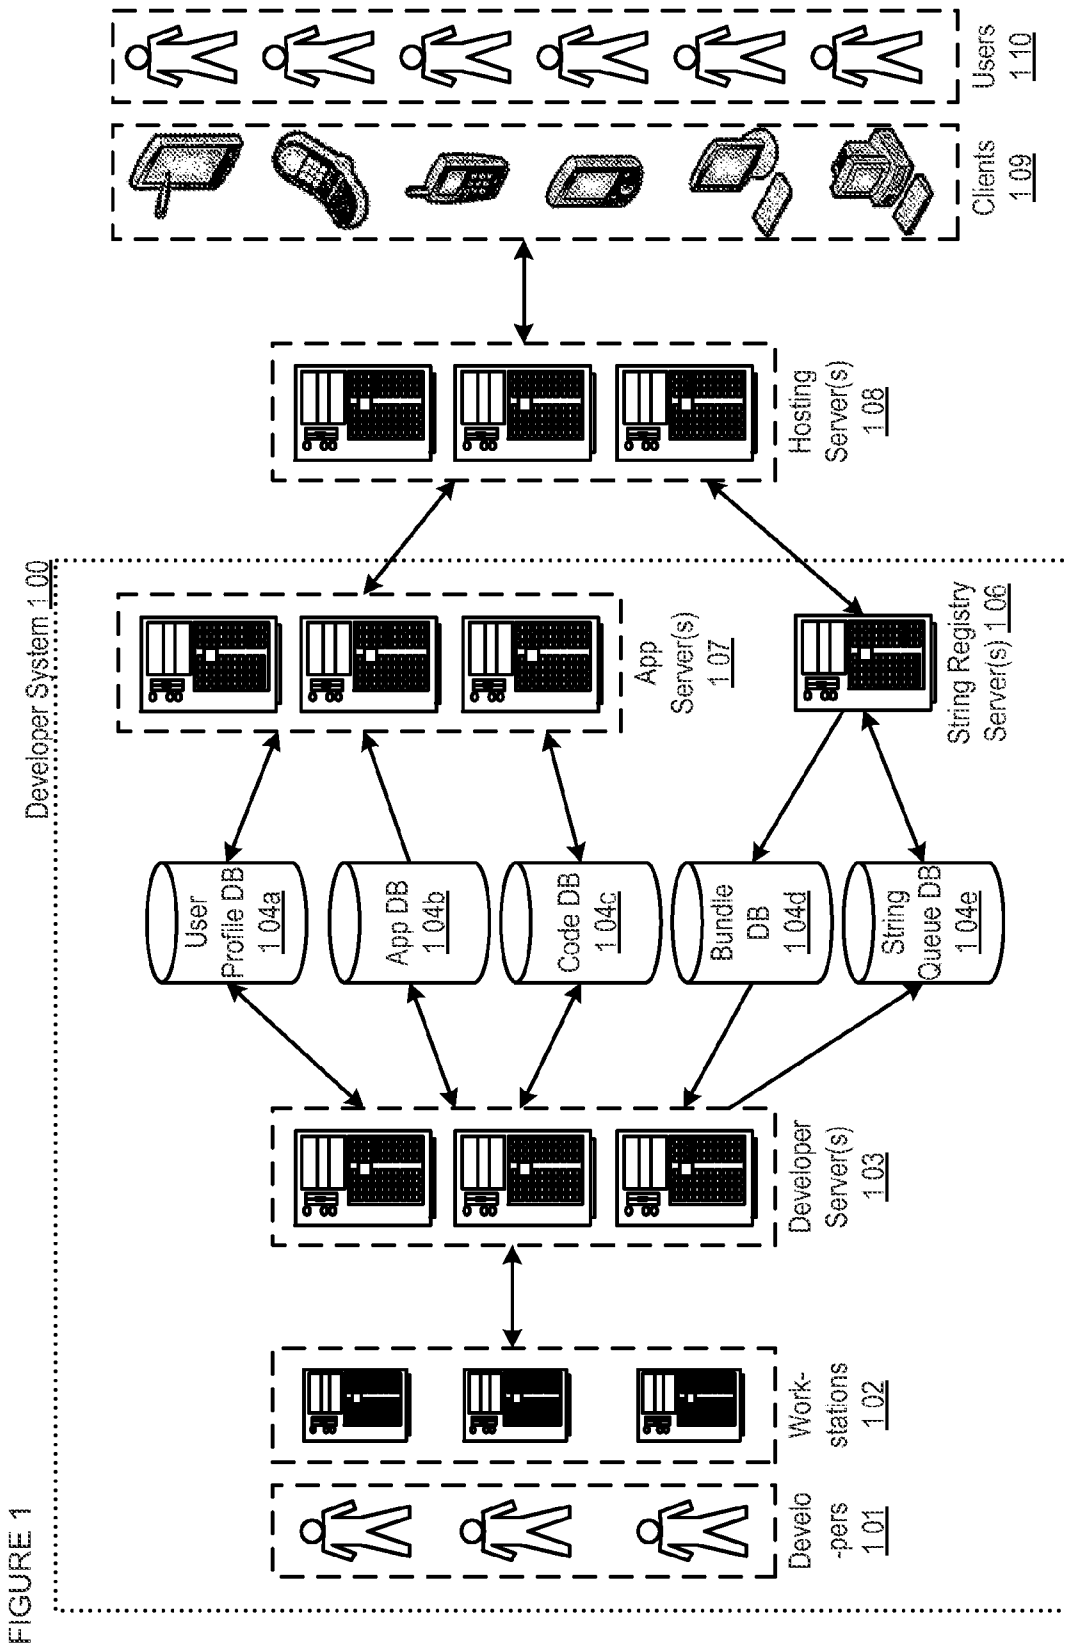 FIGURE 1
Developer System 1.00
Develo
-pers
1.01
Work-
stations
1.02
Developer
Server(s)
1.03
User
Profile DB
1.04a
App DB
1.04b
Code DB
1.04c
Bundle
DB
1.04d
String
Queue DB
1.04e
App
Server(s)
1.07
String Registry
Server(s) 1.06
Hosting
Server(s)
1.08
Clients
1.09
Users
1.10